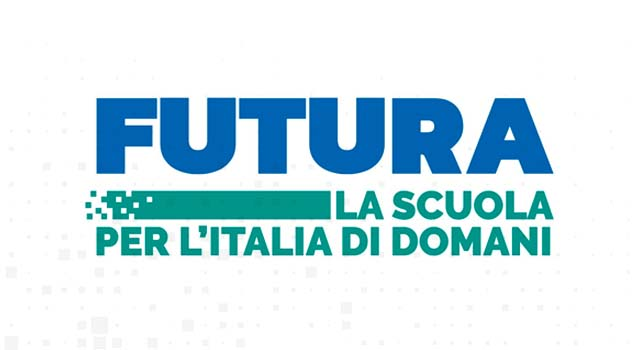 FUTURA
LA SCUOLA
PER L'ITALIA DI DOMANI